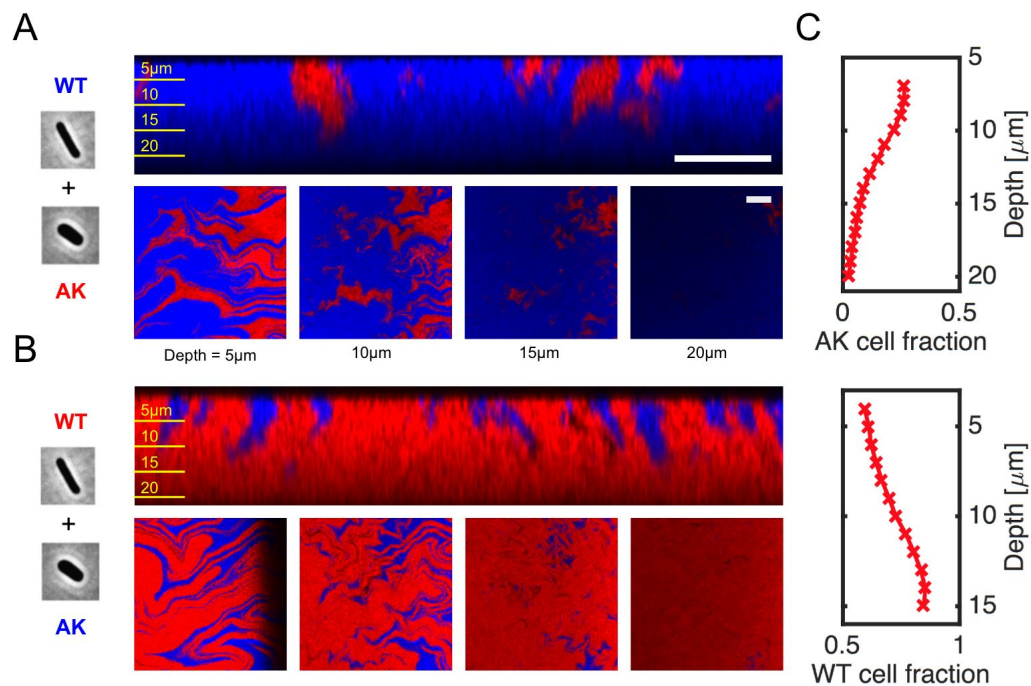 A
WT
+
AK
5µm
10
15
20
Depth = 5µm
10µm
15µm
20µm
B
WT
+
AK
5µm
10
15
20
C
5
10
15
20
Depth [µm]
0
0.5
AK cell fraction
5
10
15
Depth [µm]
0.5
1
WT cell fraction